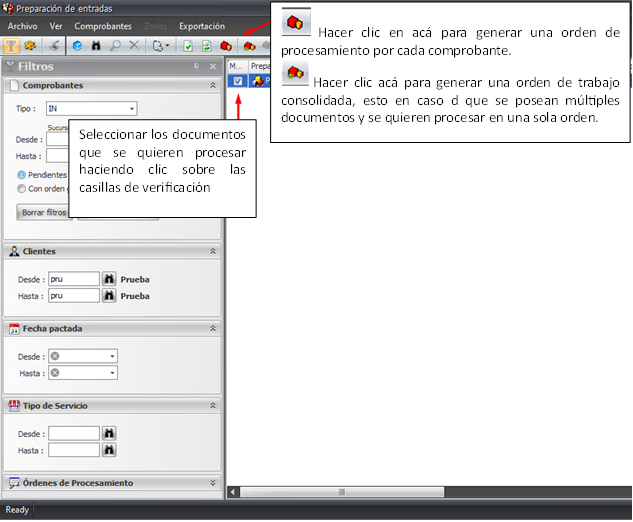 Preparación de entradas
Archivo Ver Comprobantes Zonas Exportación
Hacer clic en acá para generar una orden de
procesamiento por cada comprobante.
Hacer clic acá para generar una orden de trabajo
consolidada, esto en caso d que se posean múltiples
documentos y se quieren procesar en una sola orden.
Filtros
M... Prepa
P
Comprobantes
Tipo : IN
Sucursa
Desde :
Hasta :
Pendientes
Con orden g
Borrar filtros
Seleccionar los documentos
que se quieren procesar
haciendo clic sobre las
casillas de verificación
Clientes
Desde : pru Prueba
Hasta : pru Prueba
Fecha pactada
Desde :
Hasta :
Tipo de Servicio
Desde :
Hasta :
Órdenes de Procesamiento
Ready